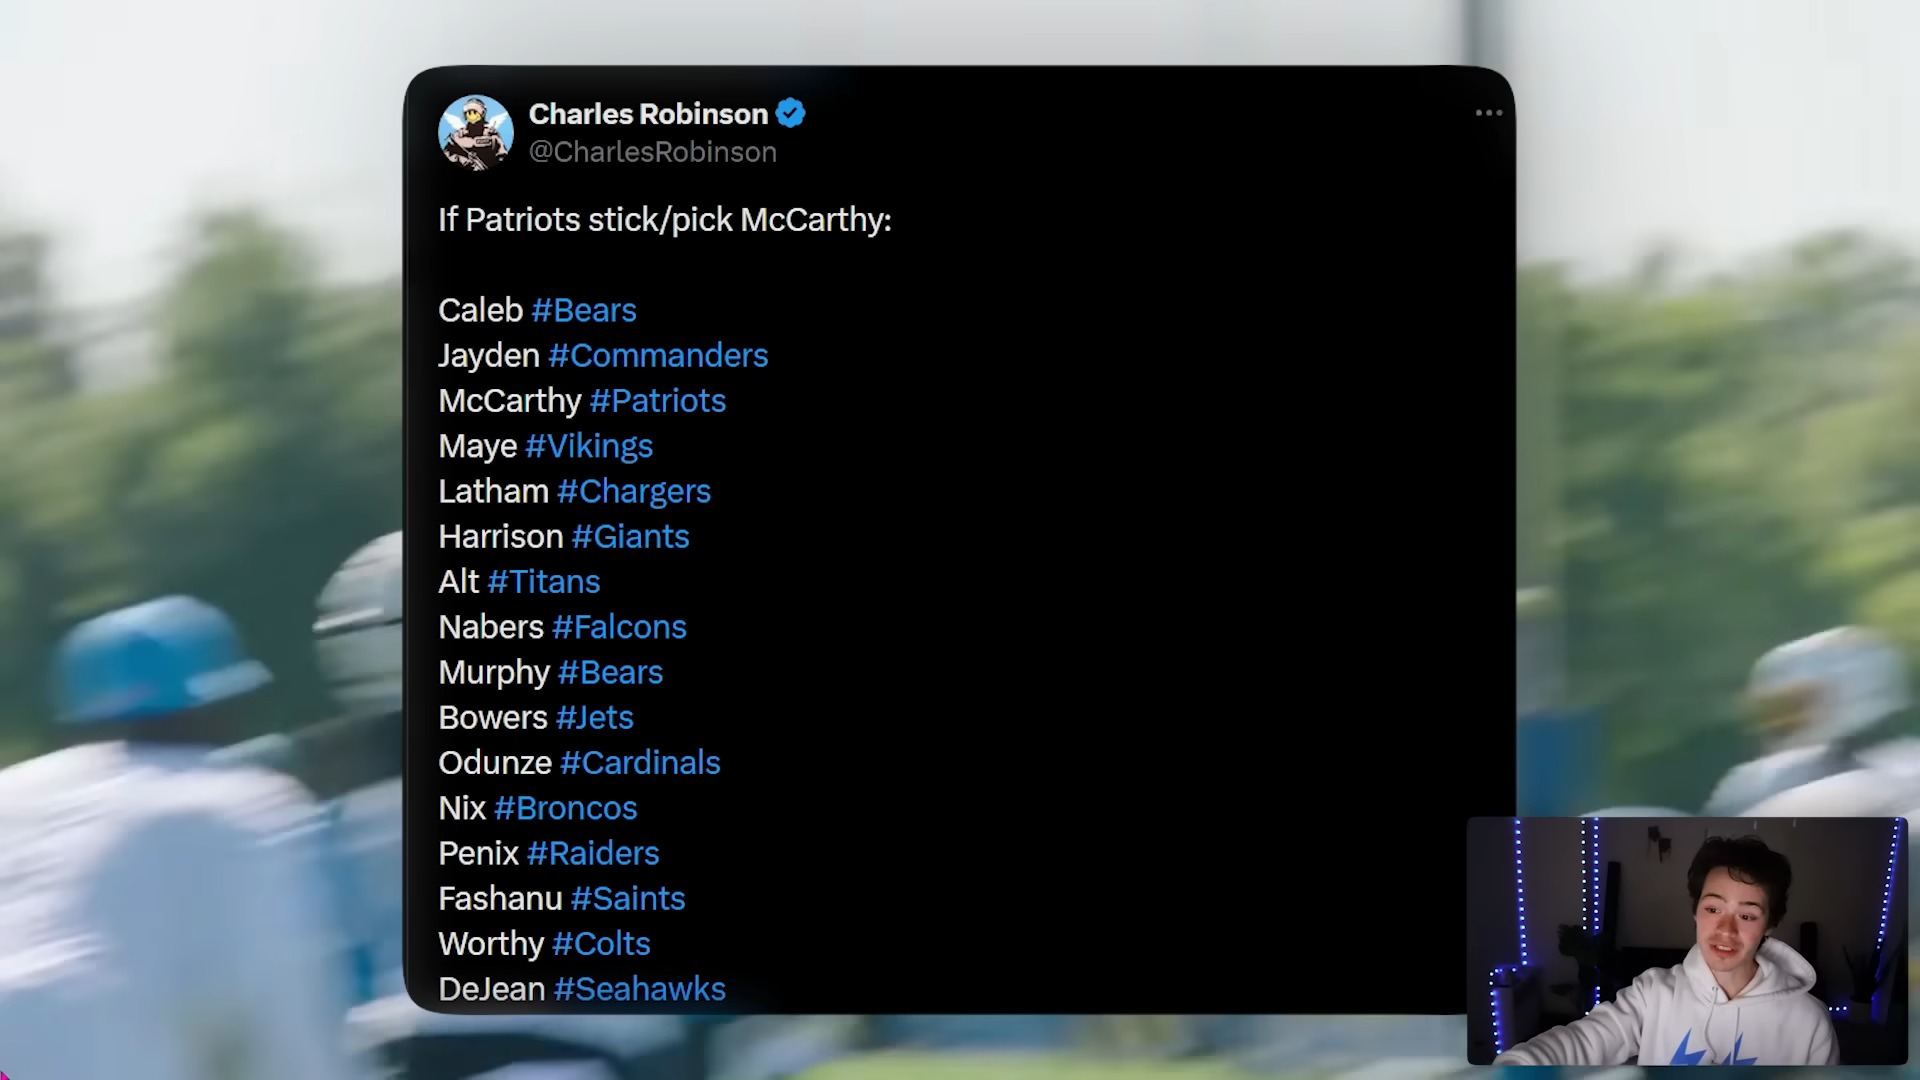 Charles Robinson
@CharlesRobinson
If Patriots stick/pick McCarthy:
Caleb #Bears
Jayden #Commanders
McCarthy #Patriots
Maye #Vikings
Latham #Chargers
Harrison #Giants
Alt #Titans
Nabers #Falcons
Murphy #Bears
Bowers #Jets
Odunze #Cardinals
Nix #Broncos
Penix #Raiders
Fashanu #Saints
Worthy #Colts
DeJean #Seahawks